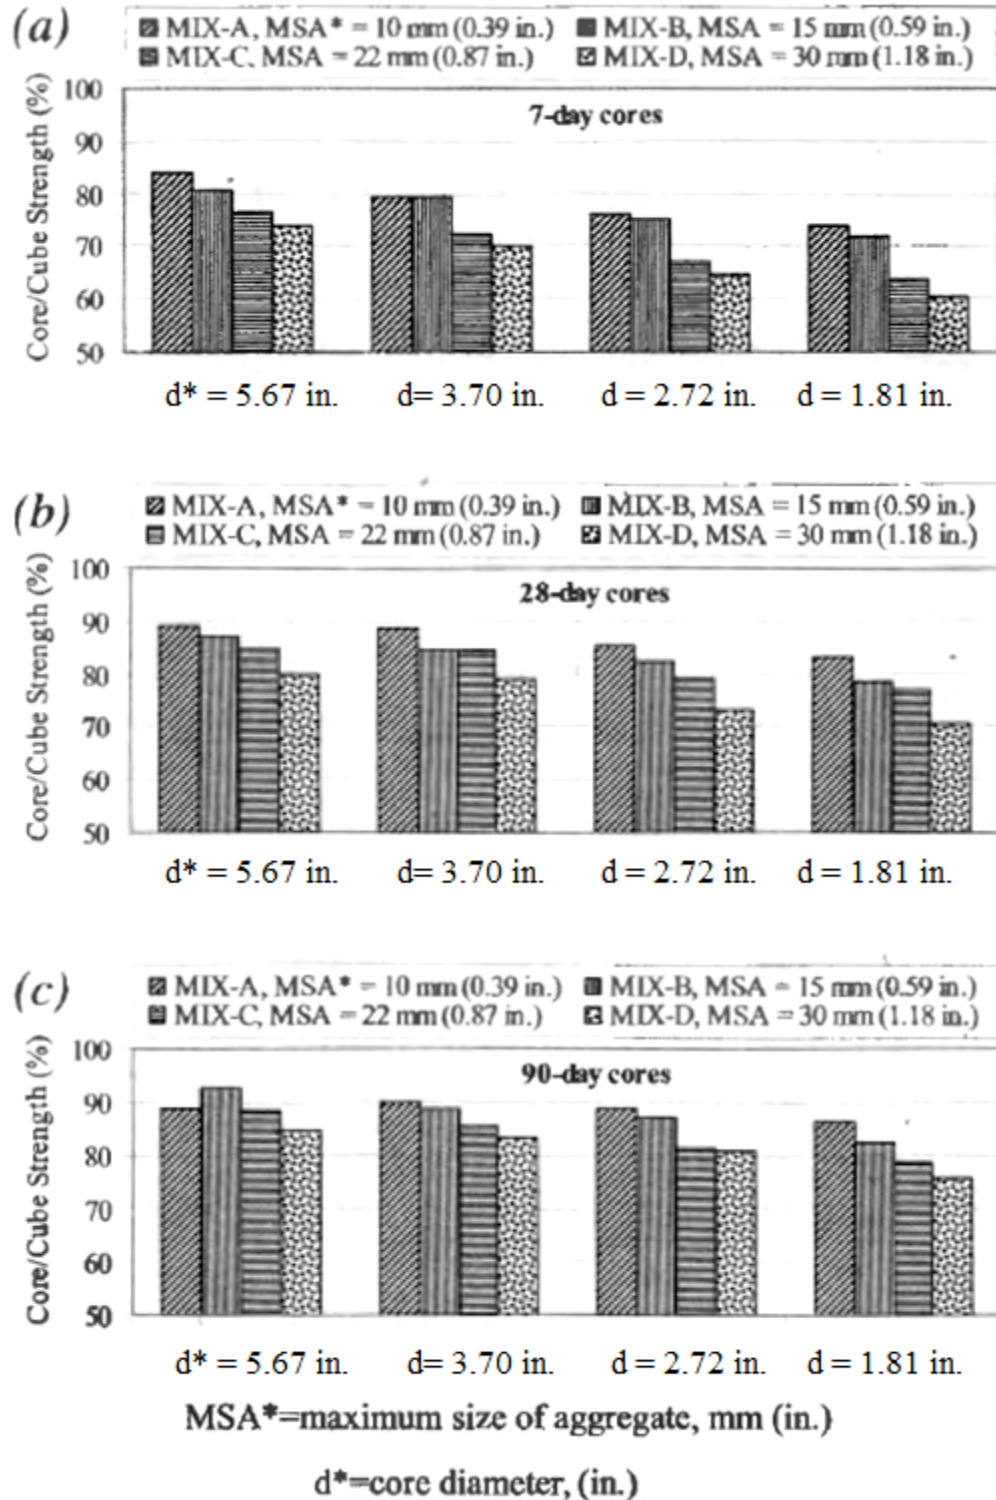 (a)
MIX-A, MSA* = 10 mm (0.39 in.) MIX-B, MSA = 15 mm (0.59 in.)
MIX-C, MSA = 22 mm (0.87 in.) MIX-D, MSA = 30 mm (1.18 in.)
Core/Cube Strength (%)
100
90
80
70
60
50
7-day cores
d* = 5.67 in. d= 3.70 in. d = 2.72 in. d = 1.81 in.
(b)
MIX-A, MSA* = 10 mm (0.39 in.) MIX-B, MSA = 15 mm (0.59 in.)
MIX-C, MSA = 22 mm (0.87 in.) MIX-D, MSA = 30 mm (1.18 in.)
Core/Cube Strength (%)
100
90
80
70
60
50
28-day cores
d* = 5.67 in. d= 3.70 in. d = 2.72 in. d = 1.81 in.
(c)
MIX-A, MSA* = 10 mm (0.39 in.) MIX-B, MSA = 15 mm (0.59 in.)
MIX-C, MSA = 22 mm (0.87 in.) MIX-D, MSA = 30 mm (1.18 in.)
Core/Cube Strength (%)
100
90
80
70
60
50
90-day cores
d* = 5.67 in. d= 3.70 in. d = 2.72 in. d = 1.81 in.
MSA*=maximum size of aggregate, mm (in.)
d*=core diameter, (in.)